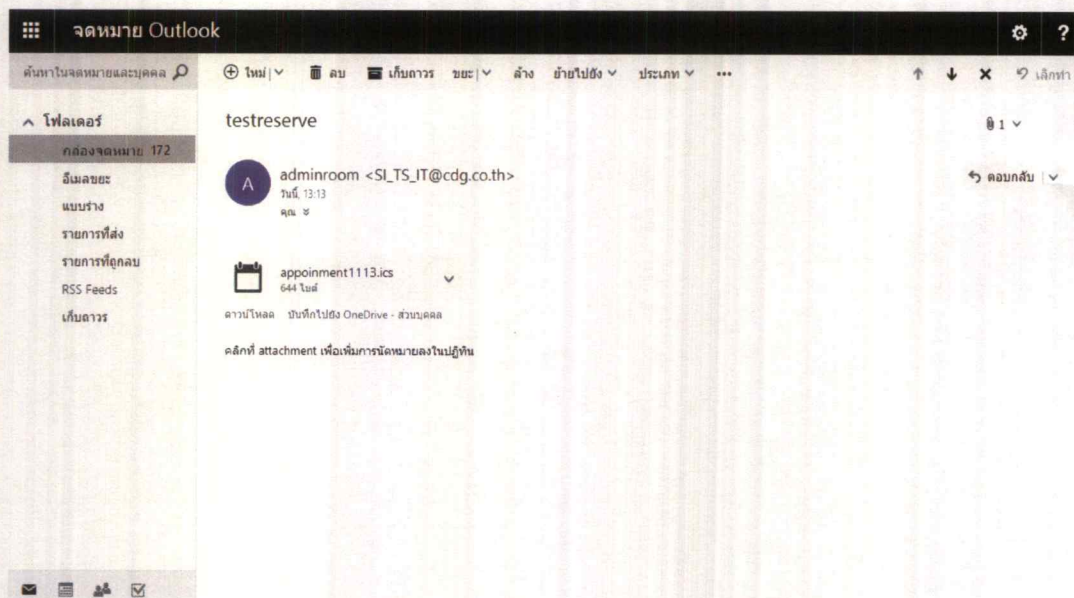 จดหมาย Outlook
?
ค้นหาในจดหมายและบุคคล
ใหม่ ลบ เก็บถาวร ขยะ ล้าง ย้ายไปยัง ประเภท ... เลิกทำ
โฟลเดอร์
กล่องจดหมาย 172
อีเมลขยะ
แบบร่าง
รายการที่ส่ง
รายการที่ถูกลบ
RSS Feeds
เก็บถาวร
testreserve
1
A
adminroom <SI_TS_IT@cdg.co.th>
วันนี้, 13:13
คุณ
ตอบกลับ
appoinment1113.ics
644 ไบต์
ดาวน์โหลด บันทึกไปยัง OneDrive - ส่วนบุคคล
คลิกที่ attachment เพื่อเพิ่มการนัดหมายลงในปฏิทิน